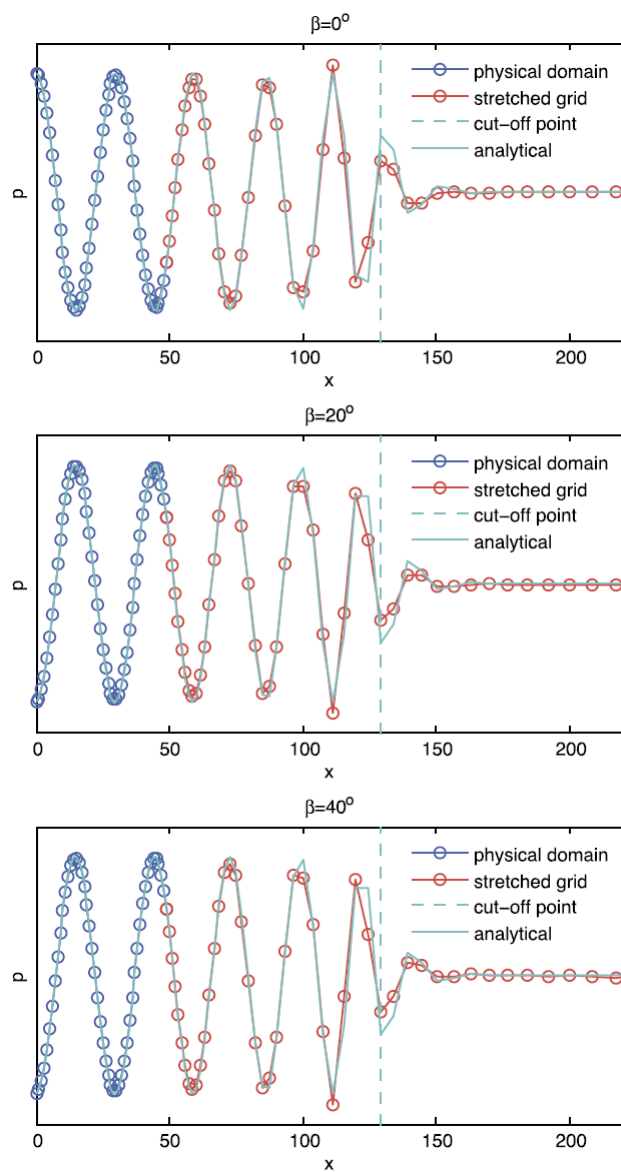 β=0°
p
physical domain
stretched grid
cut-off point
analytical
0 50 100 150 200
x
β=20°
p
physical domain
stretched grid
cut-off point
analytical
0 50 100 150 200
x
β=40°
p
physical domain
stretched grid
cut-off point
analytical
0 50 100 150 200
x